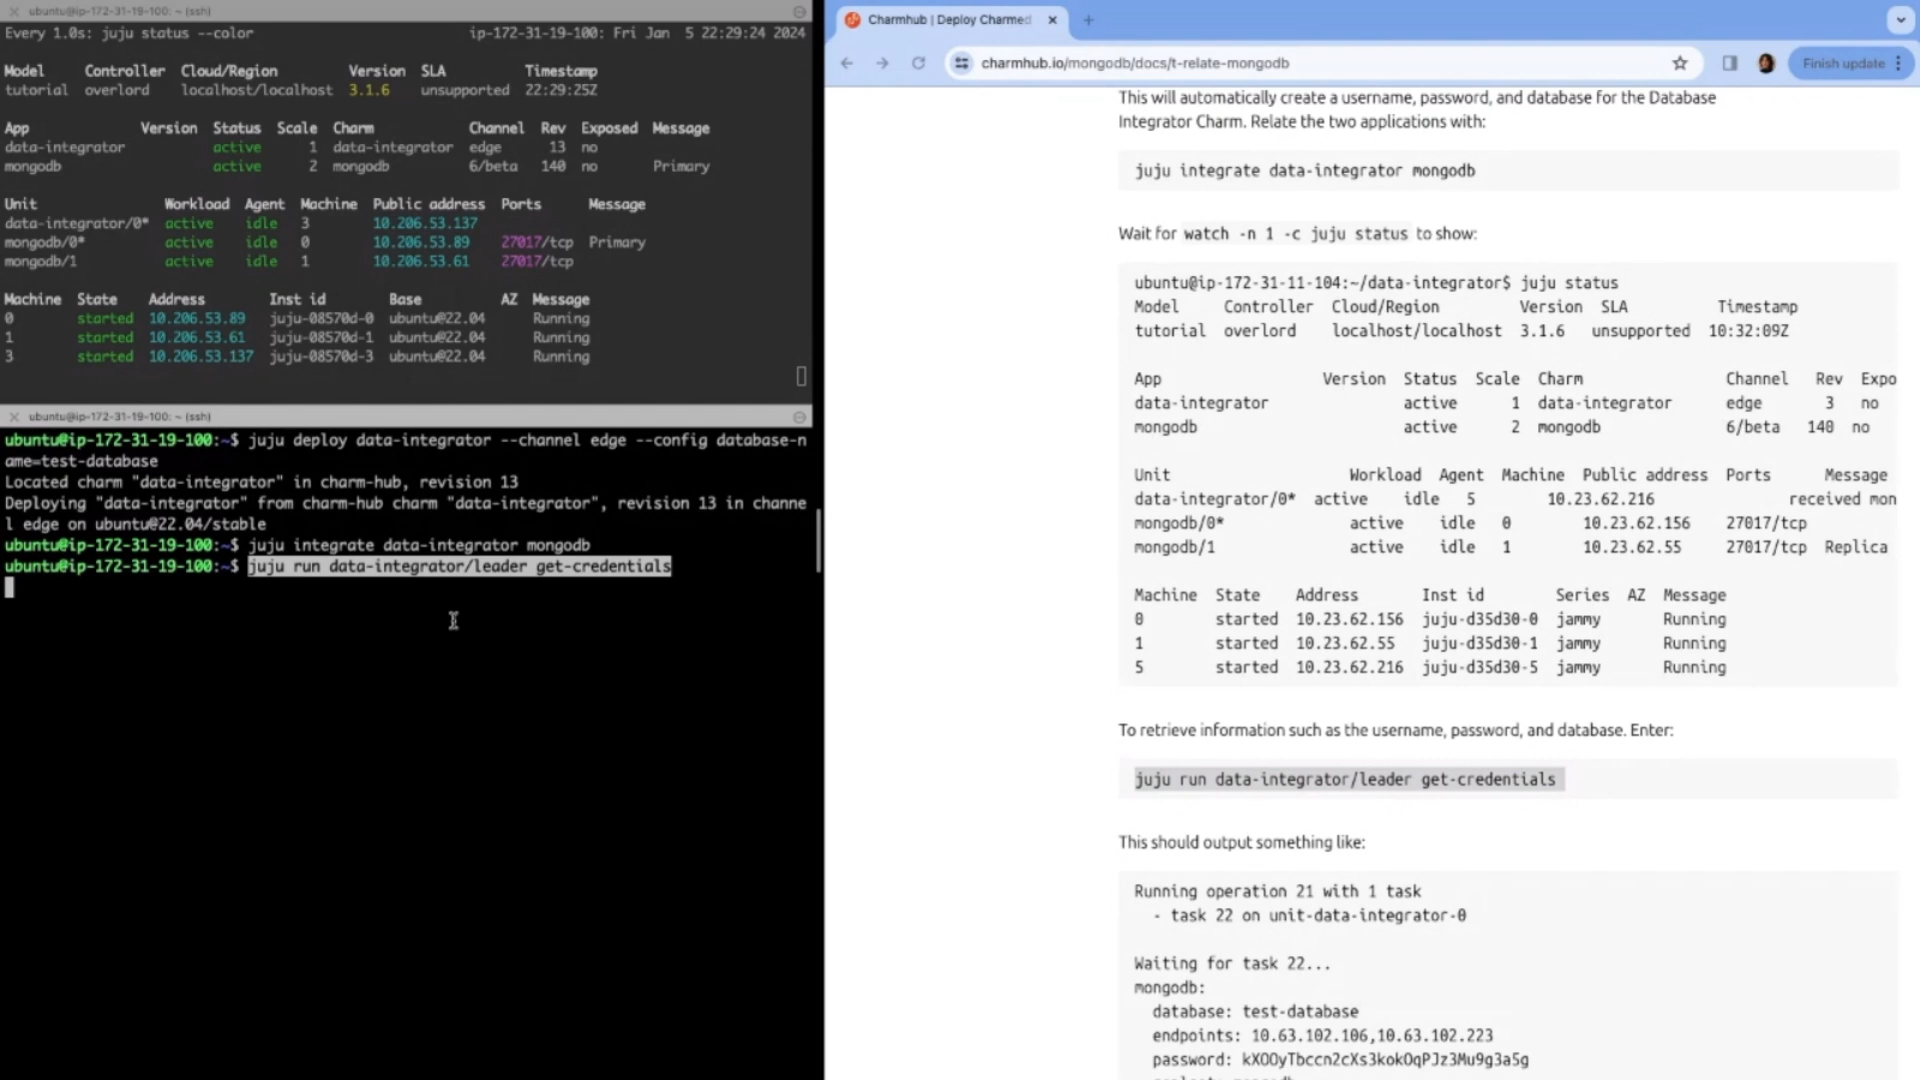 ubuntu@ip-172-31-19-100: ~ (ssh)
Every 1.0s: juju status --color ip-172-31-19-100: Fri Jan 5 22:29:24 2024
Model Controller Cloud/Region Version SLA Timestamp
tutorial overlord localhost/localhost 3.1.6 unsupported 22:29:25Z
App Version Status Scale Charm Channel Rev Exposed Message
data-integrator active 1 data-integrator edge 13 no
mongodb active 2 mongodb 6/beta 140 no Primary
Unit Workload Agent Machine Public address Ports Message
data-integrator/0* active idle 3 10.206.53.137
mongodb/0* active idle 0 10.206.53.89 27017/tcp Primary
mongodb/1 active idle 1 10.206.53.61 27017/tcp
Machine State Address Inst id Base AZ Message
0 started 10.206.53.89 juju-08570d-0 ubuntu@22.04 Running
1 started 10.206.53.61 juju-08570d-1 ubuntu@22.04 Running
3 started 10.206.53.137 juju-08570d-3 ubuntu@22.04 Running
ubuntu@ip-172-31-19-100: ~ (ssh)
ubuntu@ip-172-31-19-100:~$ juju deploy data-integrator --channel edge --config database-n
ame=test-database
Located charm "data-integrator" in charm-hub, revision 13
Deploying "data-integrator" from charm-hub charm "data-integrator", revision 13 in channe
l edge on ubuntu@22.04/stable
ubuntu@ip-172-31-19-100:~$ juju integrate data-integrator mongodb
ubuntu@ip-172-31-19-100:~$ juju run data-integrator/leader get-credentials
Charmhub | Deploy Charmed
charmhub.io/mongodb/docs/t-relate-mongodb
Finish update
This will automatically create a username, password, and database for the Database
Integrator Charm. Relate the two applications with:
juju integrate data-integrator mongodb
Wait for watch -n 1 -c juju status to show:
ubuntu@ip-172-31-11-104:~/data-integrator$ juju status
Model Controller Cloud/Region Version SLA Timestamp
tutorial overlord localhost/localhost 3.1.6 unsupported 10:32:09Z
App Version Status Scale Charm Channel Rev Expo
data-integrator active 1 data-integrator edge 3 no
mongodb active 2 mongodb 6/beta 140 no
Unit Workload Agent Machine Public address Ports Message
data-integrator/0* active idle 5 10.23.62.216 received mon
mongodb/0* active idle 0 10.23.62.156 27017/tcp
mongodb/1 active idle 1 10.23.62.55 27017/tcp Replica
Machine State Address Inst id Series AZ Message
0 started 10.23.62.156 juju-d35d30-0 jammy Running
1 started 10.23.62.55 juju-d35d30-1 jammy Running
5 started 10.23.62.216 juju-d35d30-5 jammy Running
To retrieve information such as the username, password, and database. Enter:
juju run data-integrator/leader get-credentials
This should output something like:
Running operation 21 with 1 task
- task 22 on unit-data-integrator-0
Waiting for task 22...
mongodb:
database: test-database
endpoints: 10.63.102.106,10.63.102.223
password: kXOOyTbccn2cXs3kokOqPJz3Mu9g3a5g